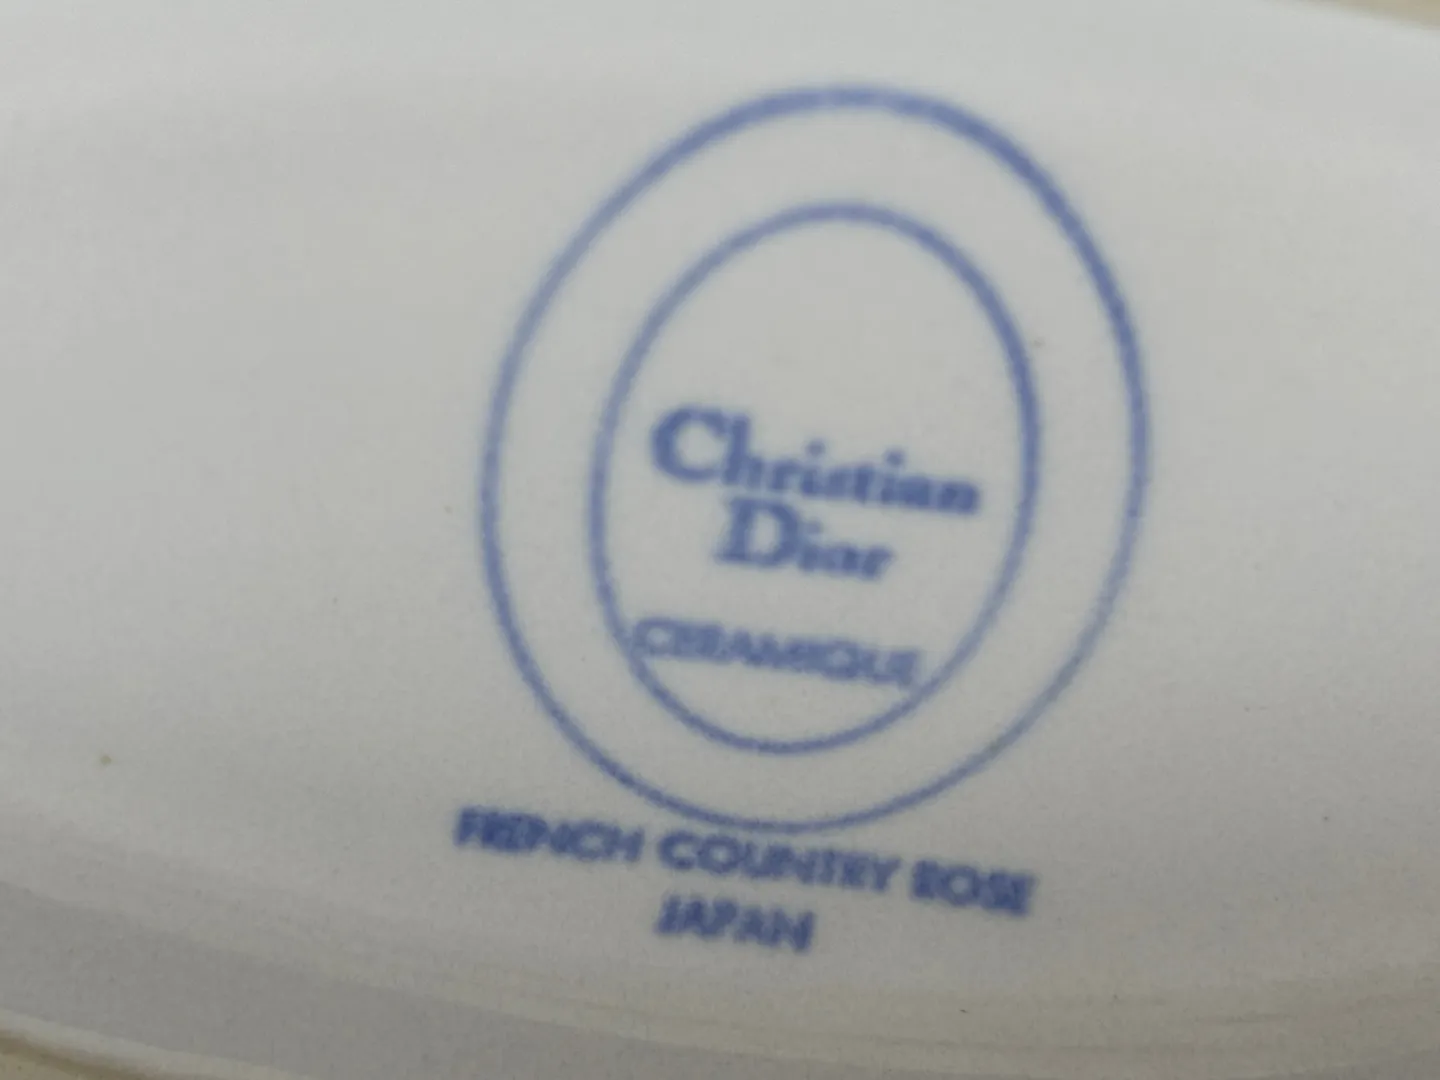 Christian
Dior
CERAMIQUE
FRENCH COUNTRY ROSE
JAPAN